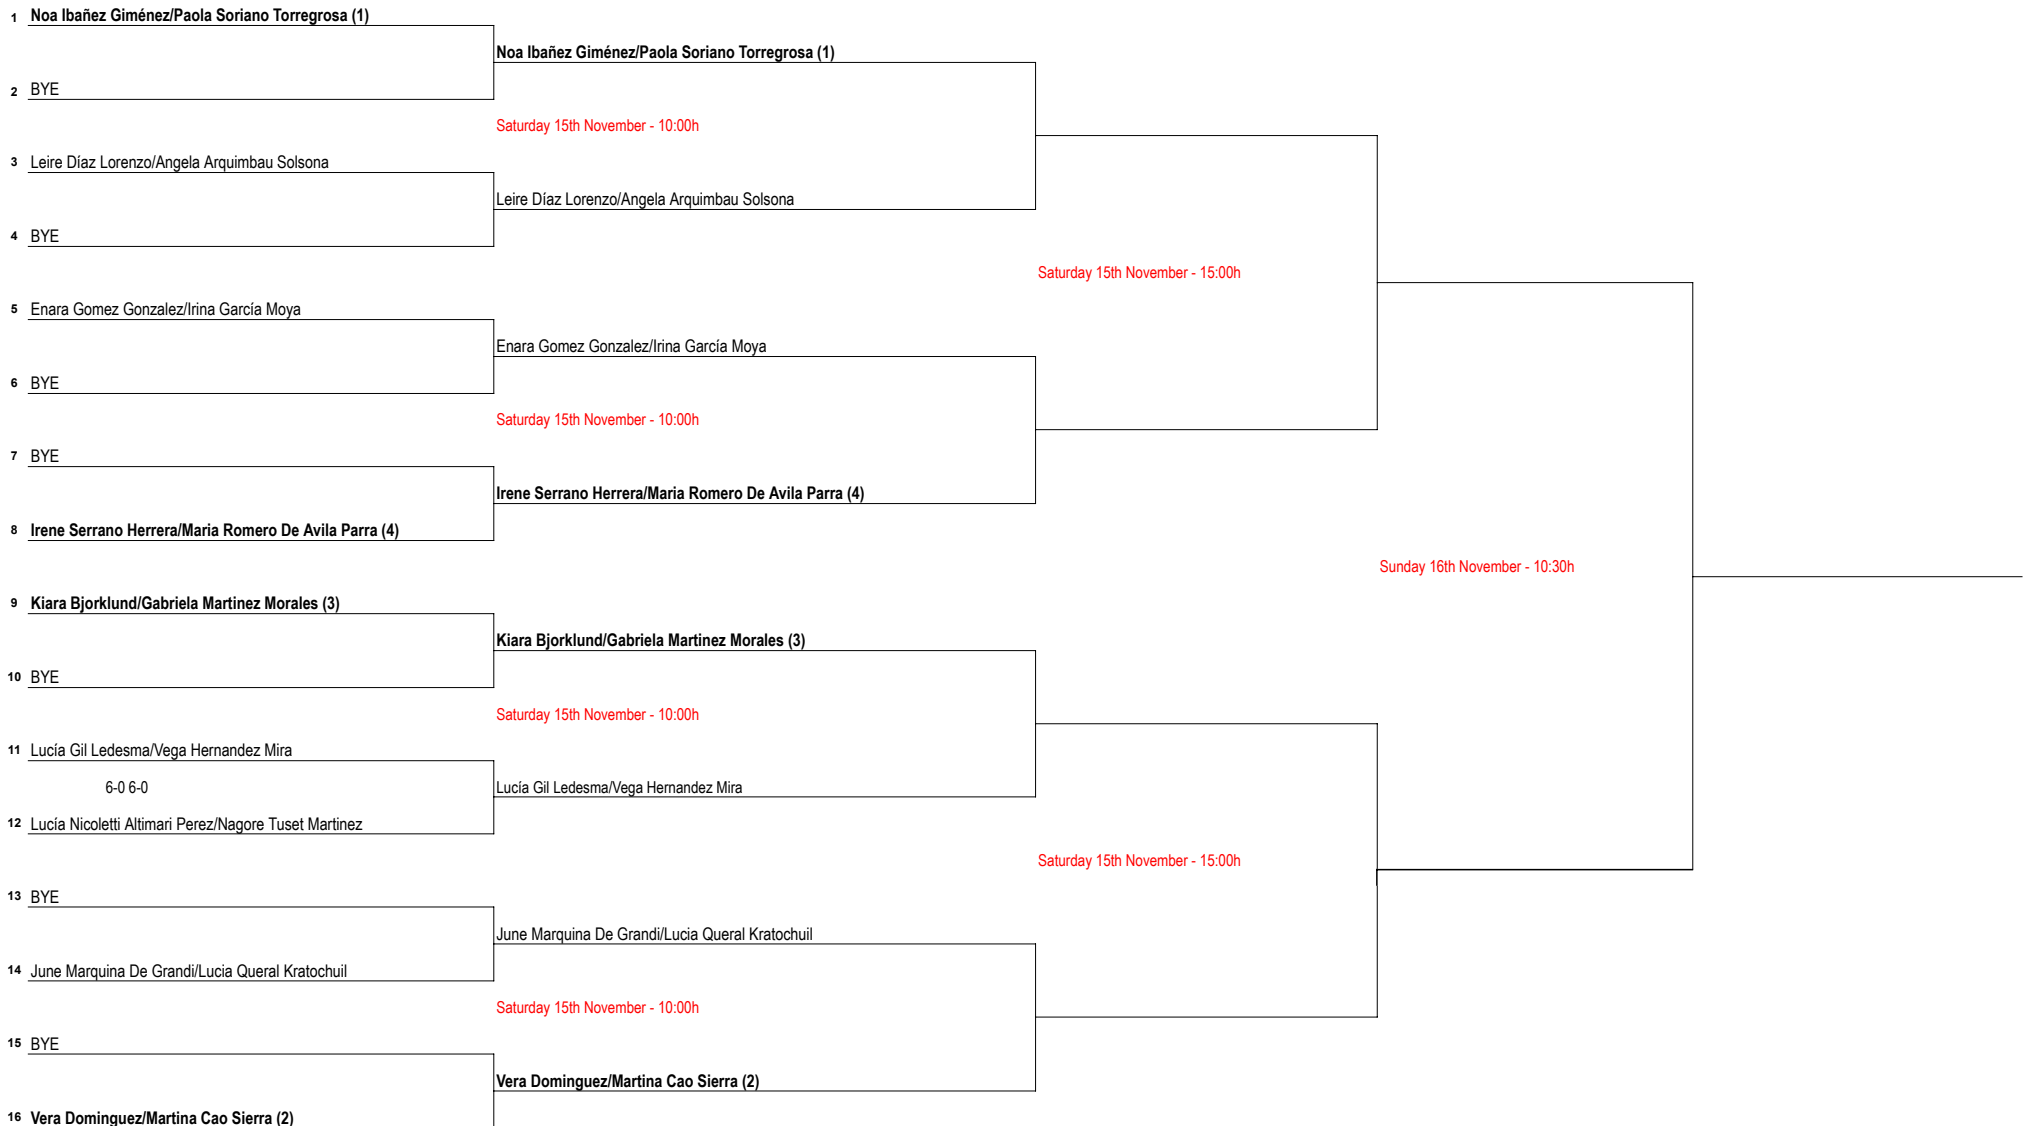 1 Noa Ibañez Giménez/Paola Soriano Torregrosa (1)
Noa Ibañez Giménez/Paola Soriano Torregrosa (1)
2 BYE
Saturday 15th November - 10:00h
3 Leire Díaz Lorenzo/Angela Arquimbau Solsona
Leire Díaz Lorenzo/Angela Arquimbau Solsona
4 BYE
Saturday 15th November - 15:00h
5 Enara Gomez Gonzalez/Irina García Moya
Enara Gomez Gonzalez/Irina García Moya
6 BYE
Saturday 15th November - 10:00h
7 BYE
Irene Serrano Herrera/Maria Romero De Avila Parra (4)
8 Irene Serrano Herrera/Maria Romero De Avila Parra (4)
Sunday 16th November - 10:30h
9 Kiara Bjorklund/Gabriela Martinez Morales (3)
Kiara Bjorklund/Gabriela Martinez Morales (3)
10 BYE
Saturday 15th November - 10:00h
11 Lucía Gil Ledesma/Vega Hernandez Mira
6-0 6-0
Lucía Gil Ledesma/Vega Hernandez Mira
12 Lucía Nicoletti Altimari Perez/Nagore Tuset Martinez
Saturday 15th November - 15:00h
13 BYE
June Marquina De Grandi/Lucia Queral Kratochuil
14 June Marquina De Grandi/Lucia Queral Kratochuil
Saturday 15th November - 10:00h
15 BYE
Vera Dominguez/Martina Cao Sierra (2)
16 Vera Dominguez/Martina Cao Sierra (2)